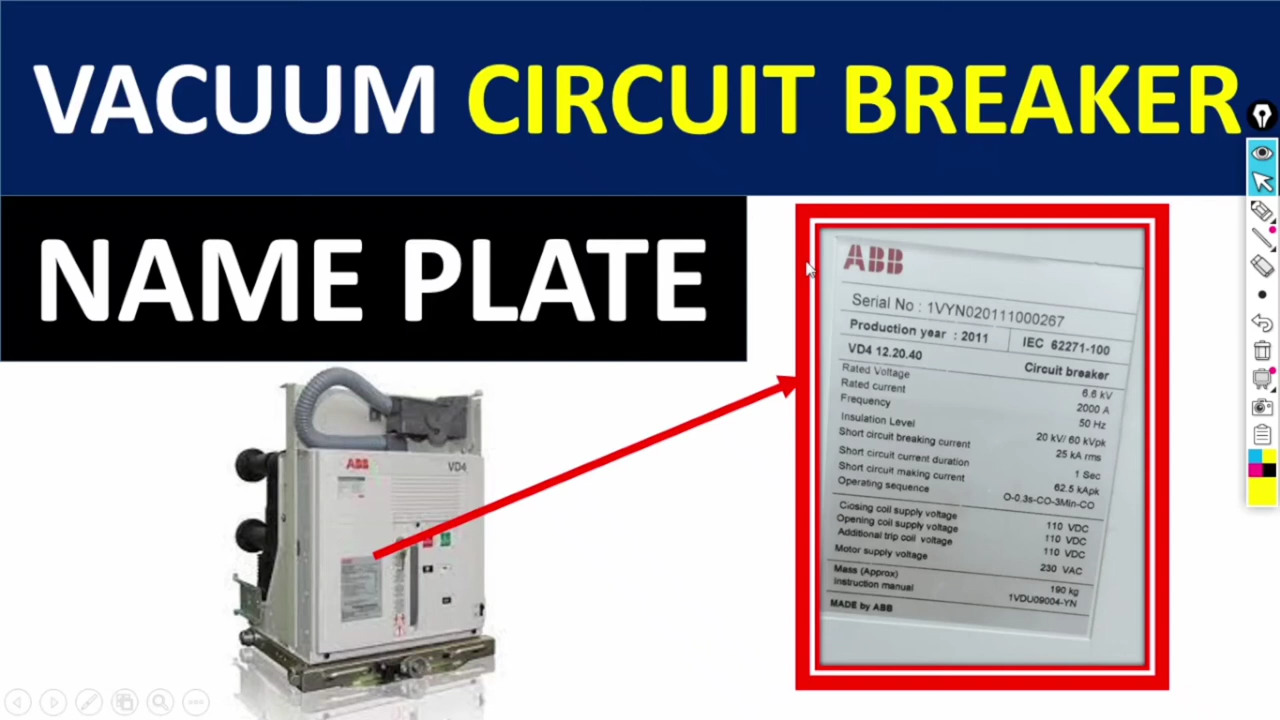 VACUUM CIRCUIT BREAKER
NAME PLATE
ABB
Serial No : 1VYN020111000267
Production year : 2011 IEC 62271-100
VD4 12.20.40 Circuit breaker
Rated Voltage 6.6 kV
Rated current 2000 A
Frequency 50 Hz
Insulation Level 20 kV/ 60 kVpk
Short circuit breaking current 25 kA rms
Short circuit current duration 1 Sec
Short circuit making current 62.5 kApk
Operating sequence O-0.3s-CO-3Min-CO
Closing coil supply voltage 110 VDC
Opening coil supply voltage 110 VDC
Additional trip coil voltage 110 VDC
Motor supply voltage 230 VAC
Mass (Approx) 190 kg
instruction manual 1VDU09004-YN
MADE by ABB
ABB VD4